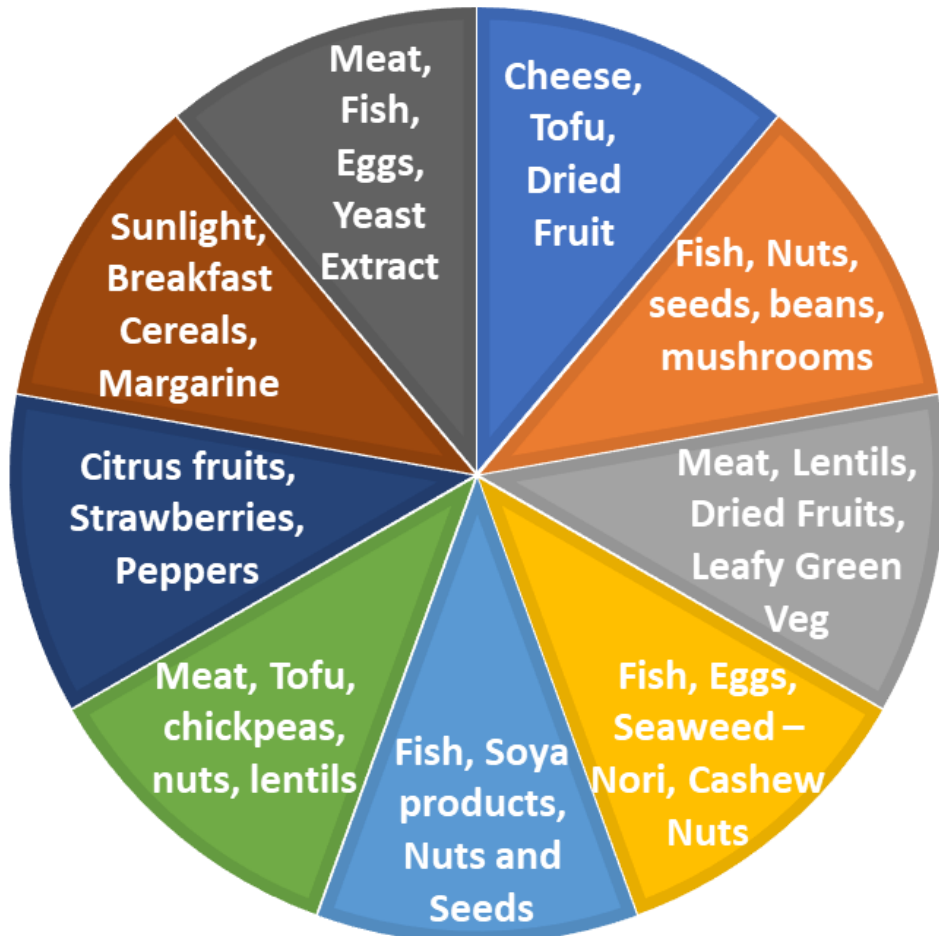 Cheese,
Tofu,
Dried
Fruit
Fish, Nuts,
seeds, beans,
mushrooms
Meat, Lentils,
Dried Fruits,
Leafy Green
Veg
Fish, Eggs,
Seaweed –
Nori, Cashew
Nuts
Fish, Soya
products,
Nuts and
Seeds
Meat, Tofu,
chickpeas,
nuts, lentils
Citrus fruits,
Strawberries,
Peppers
Sunlight,
Breakfast
Cereals,
Margarine
Meat,
Fish,
Eggs,
Yeast
Extract